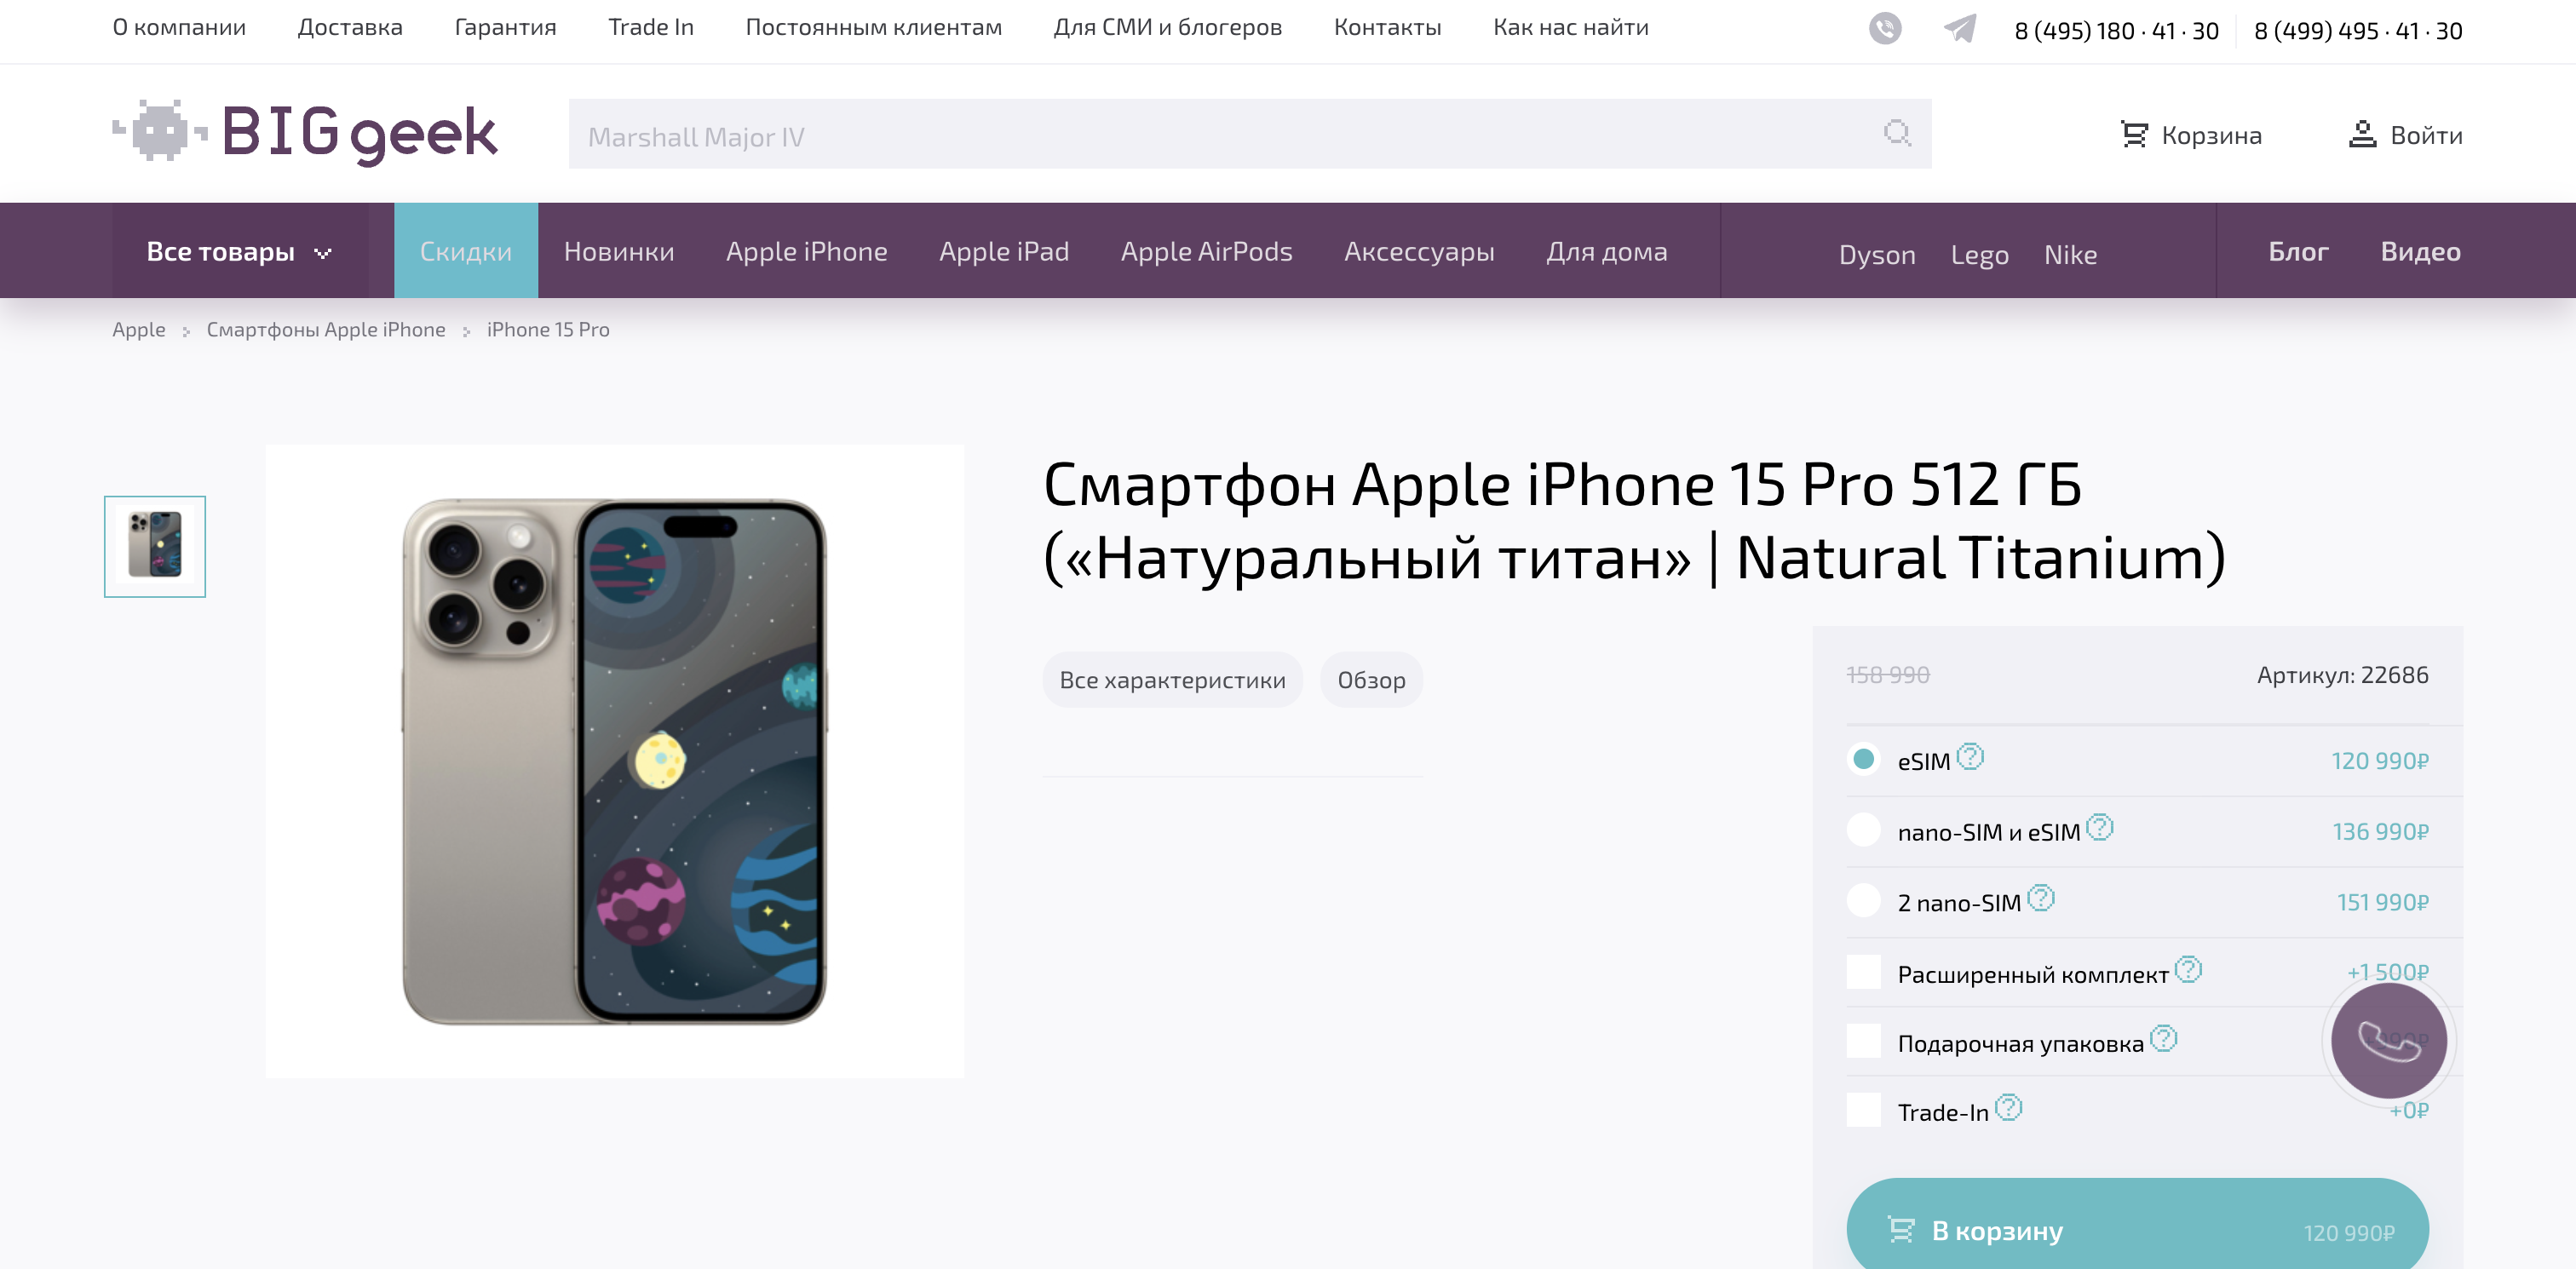 О компании Доставка Гарантия Trade In Постоянным клиентам Для СМИ и блогеров Контакты Как нас найти 8 (495) 180 · 41 · 30 8 (499) 495 · 41 · 30
BIG geek Marshall Major IV Корзина Войти
Все товары Скидки Новинки Apple iPhone Apple iPad Apple AirPods Аксессуары Для дома Dyson Lego Nike Блог Видео
Apple Смартфоны Apple iPhone iPhone 15 Pro
Смартфон Apple iPhone 15 Pro 512 ГБ
(«Натуральный титан» | Natural Titanium)
Все характеристики Обзор
158 990 Артикул: 22686
eSIM 120 990₽
nano-SIM и eSIM 136 990₽
2 nano-SIM 151 990₽
Расширенный комплект +1 500₽
Подарочная упаковка
Trade-In +0₽
В корзину 120 990₽